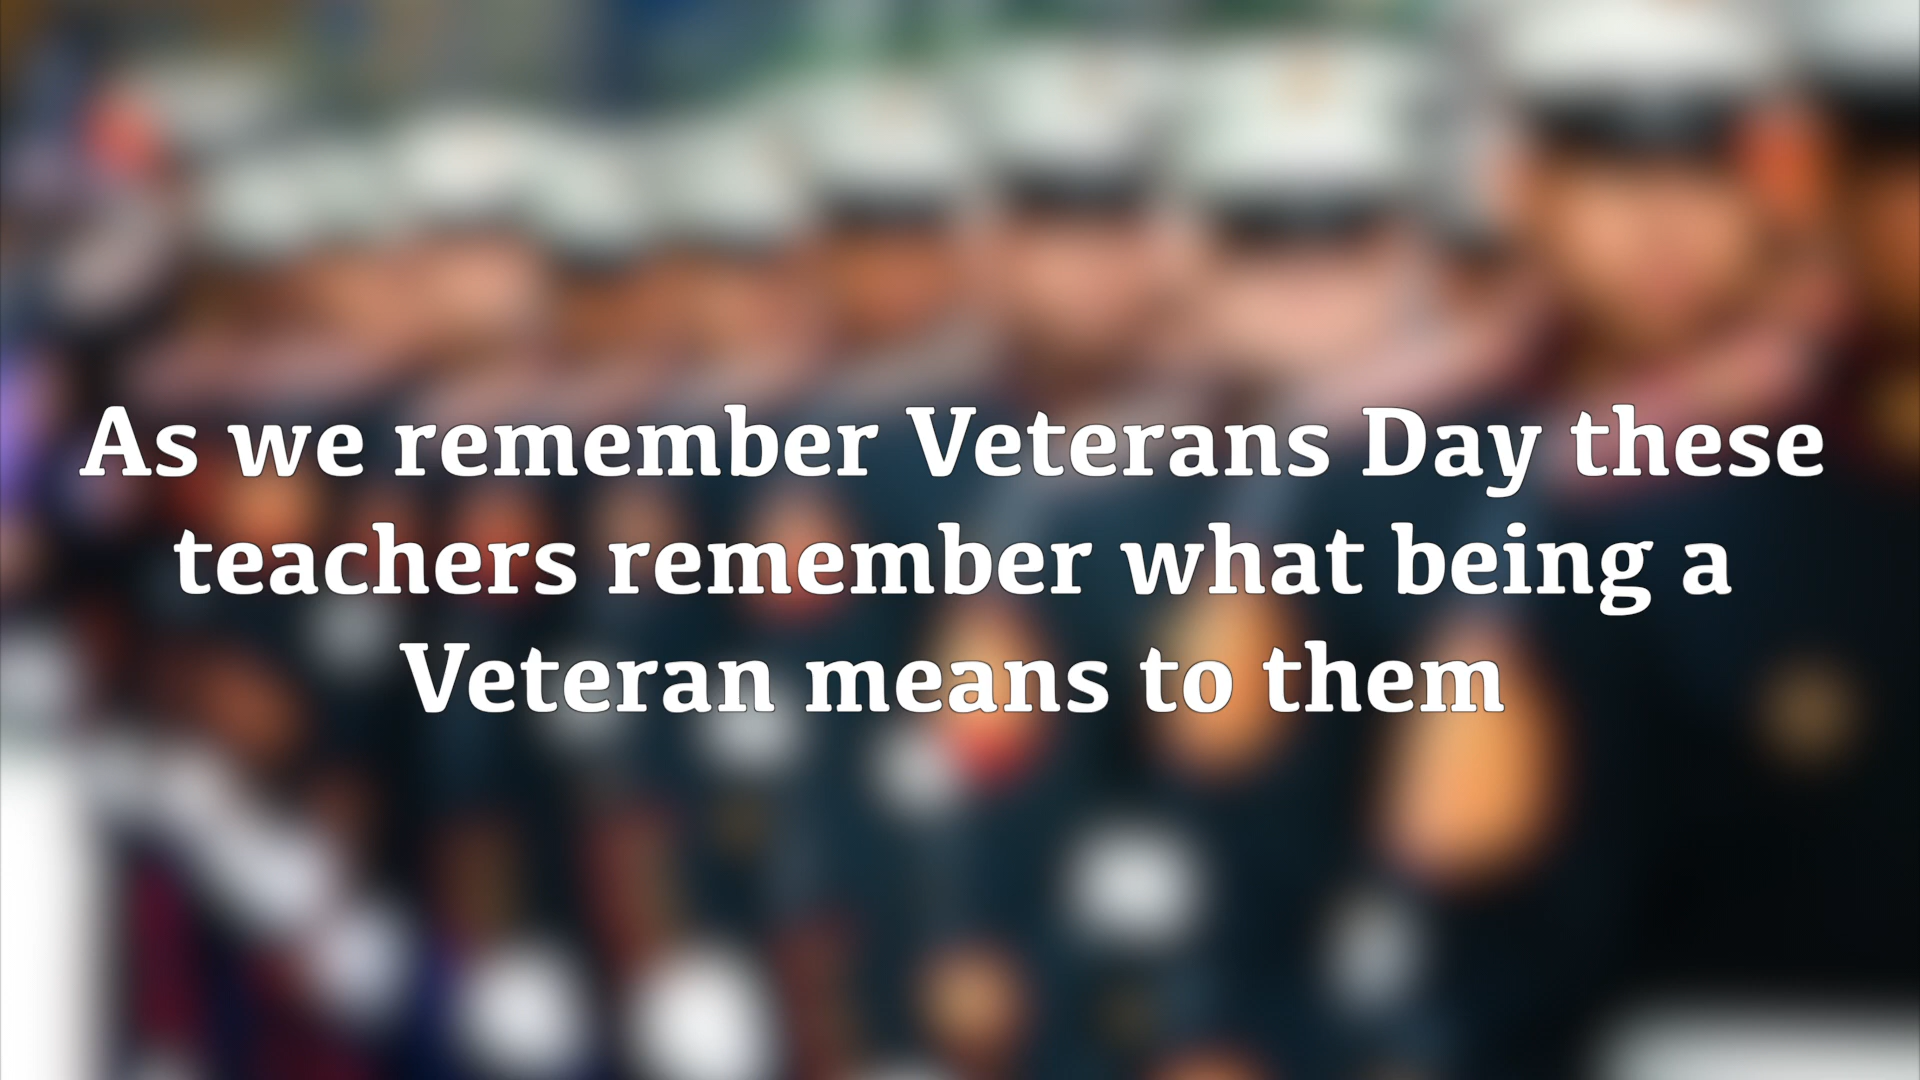 As we remember Veterans Day these
teachers remember what being a
Veteran means to them